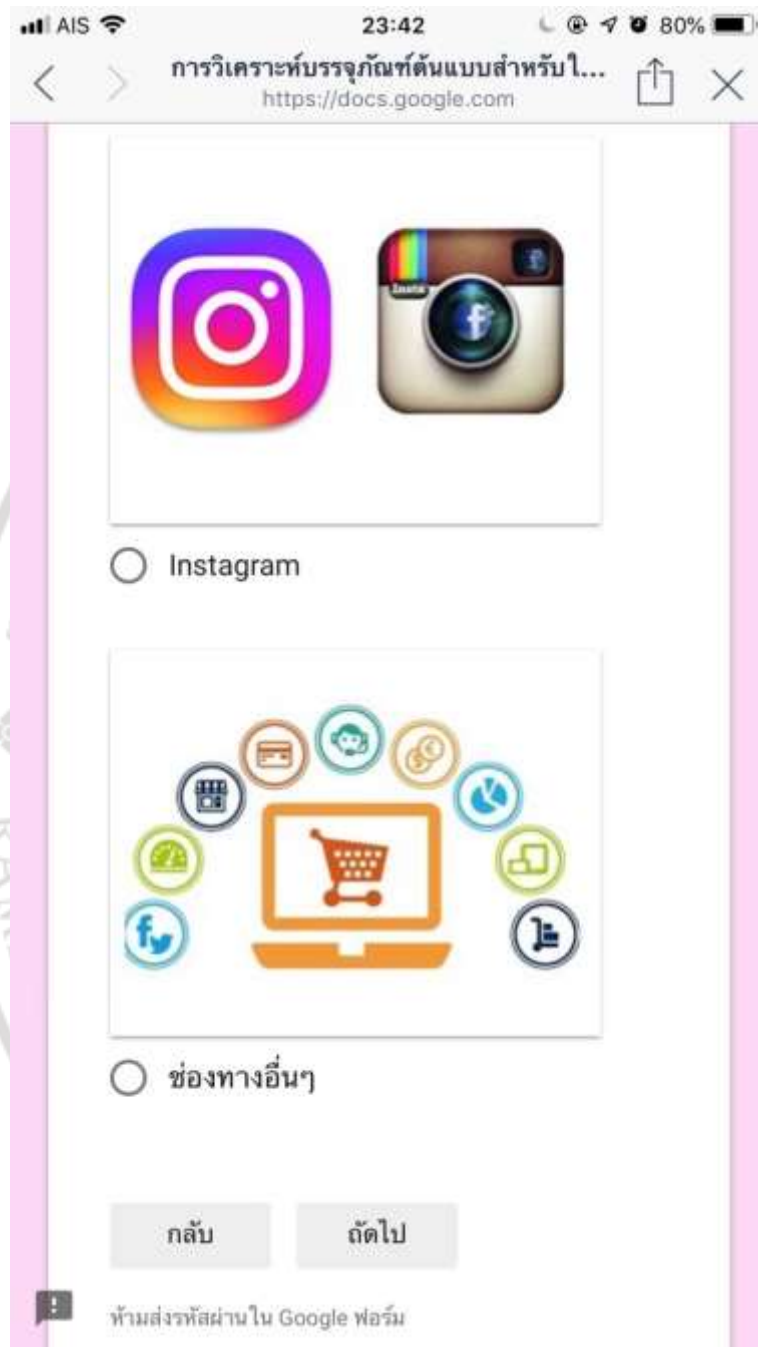 AIS 23:42 80%
การวิเคราะห์บรรจุภัณฑ์ต้นแบบสำหรับใ...
https://docs.google.com
Insta
f
Instagram
f
ช่องทางอื่นๆ
กลับ ถัดไป
ห้ามส่งรหัสผ่านใน Google ฟอร์ม